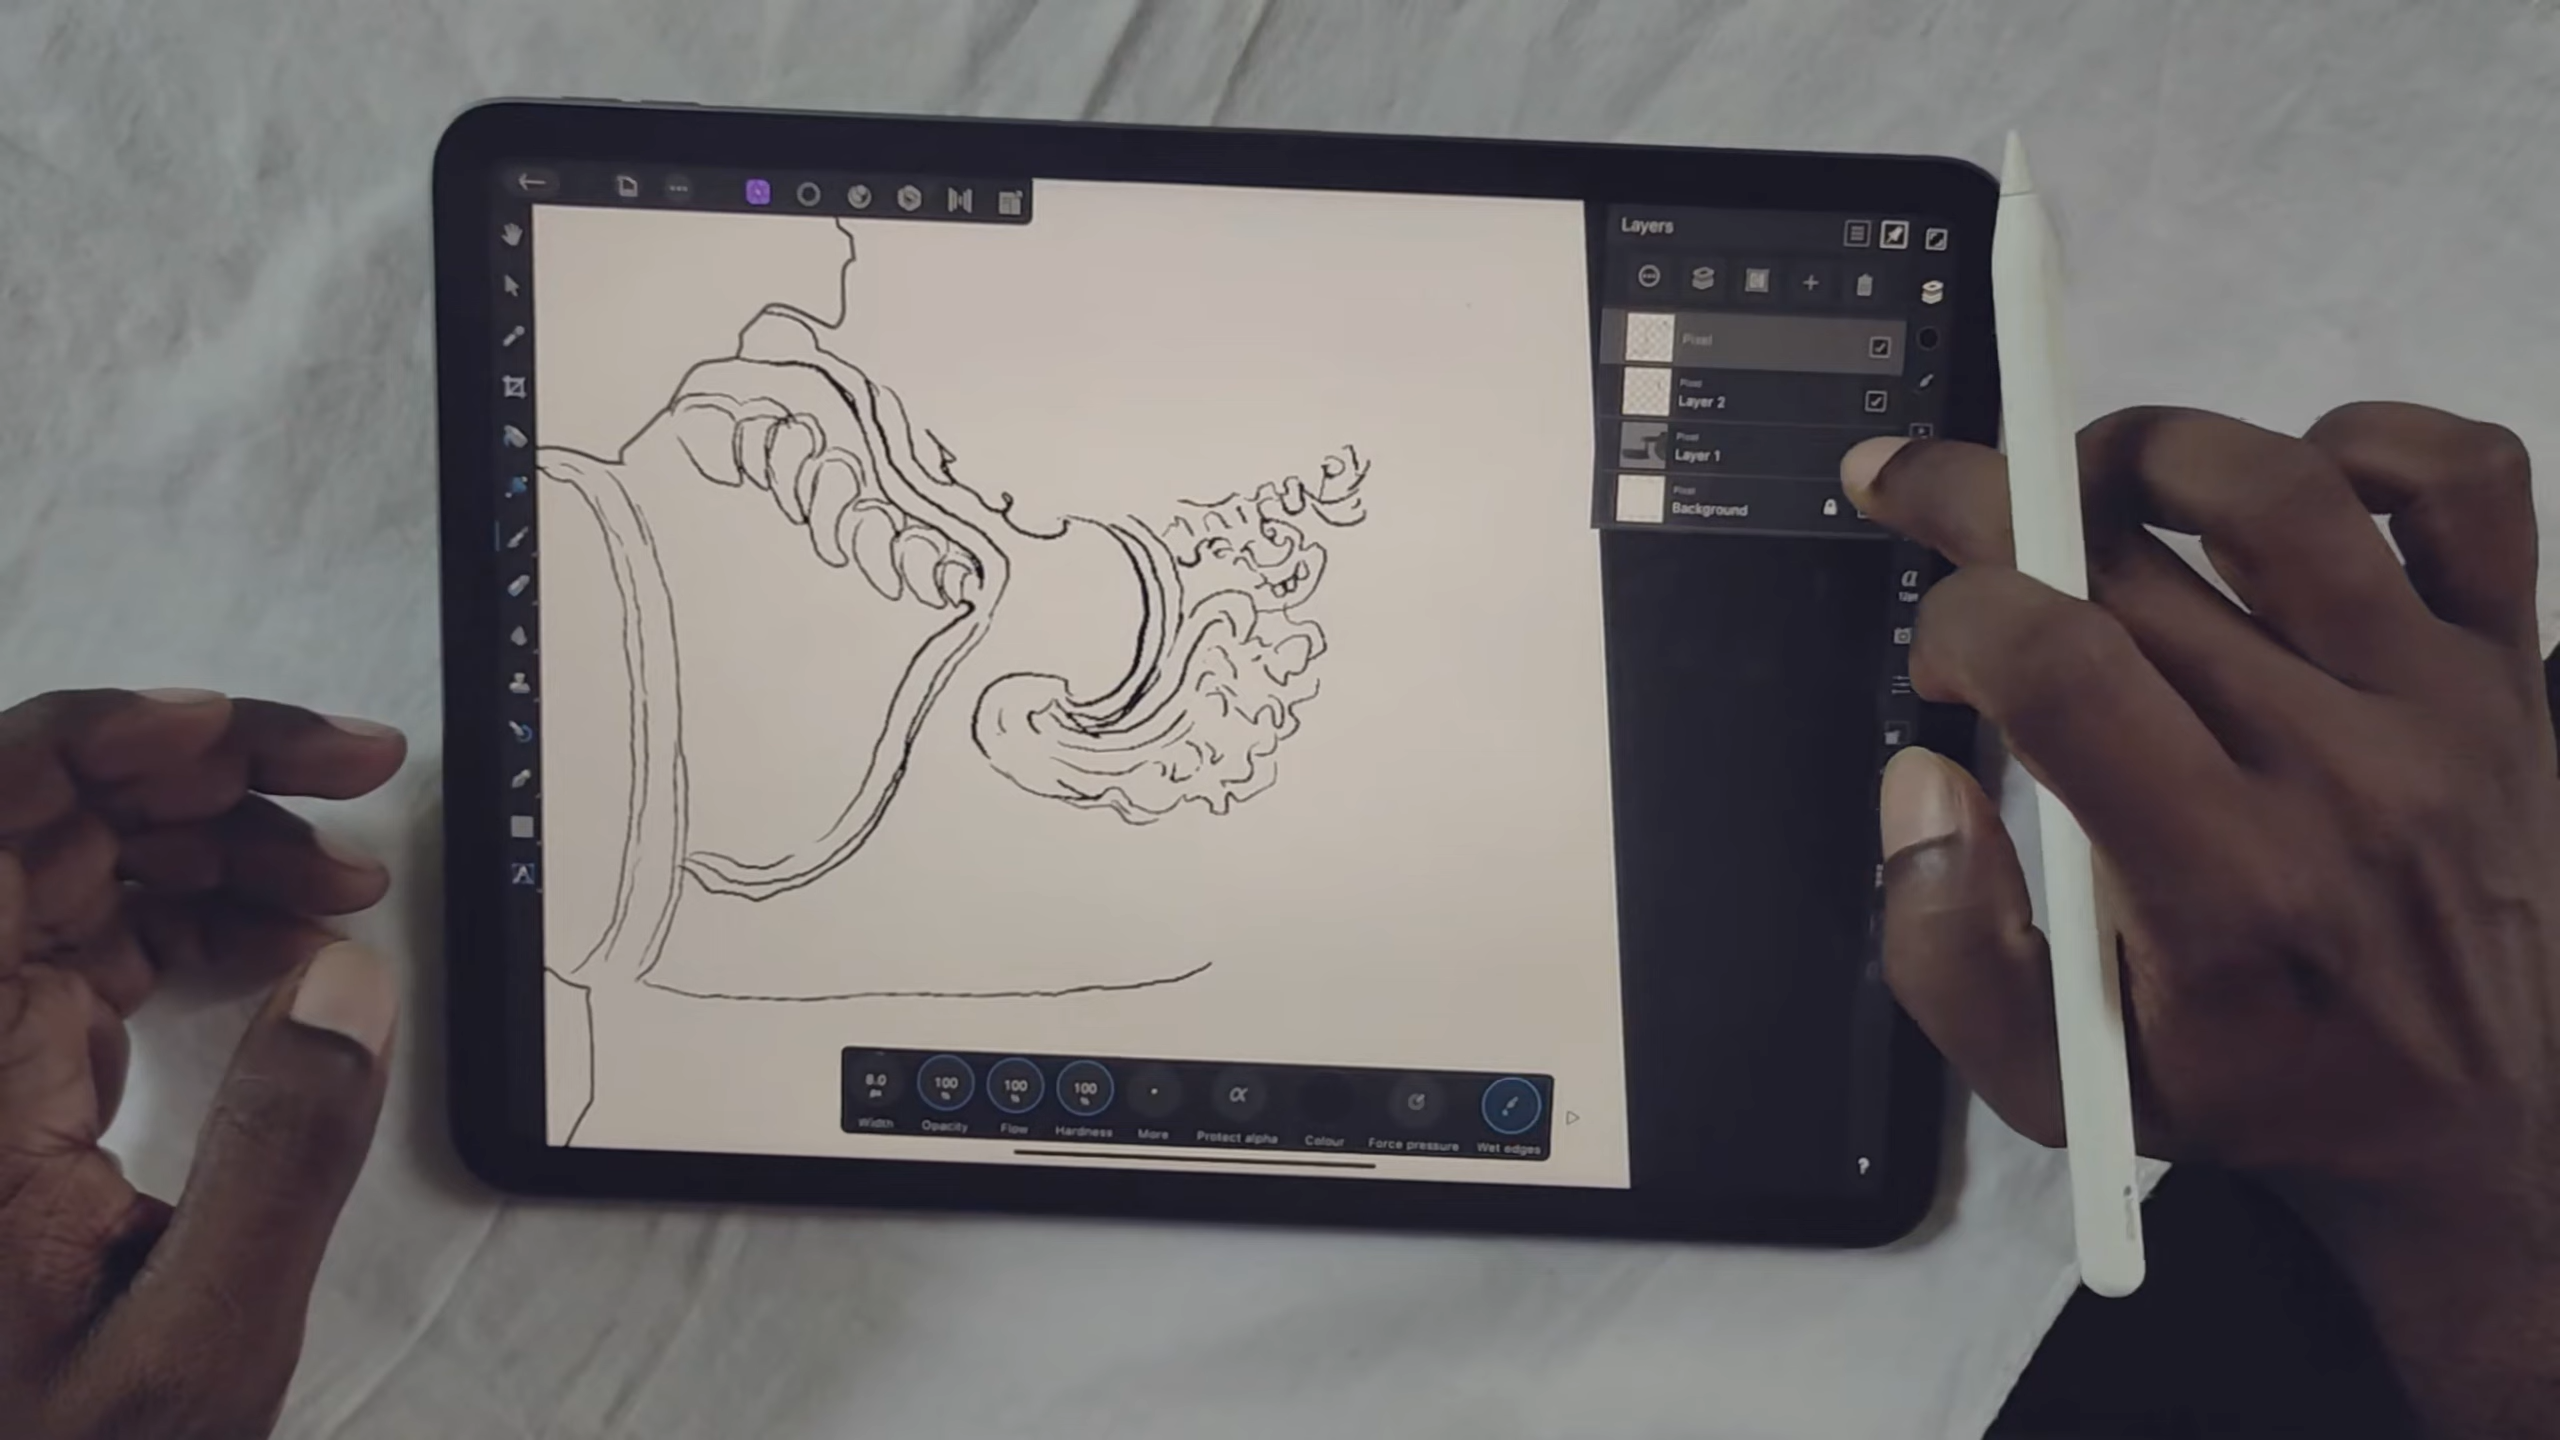 Layers
Pixel
Pixel
Layer 2
Pixel
Layer 1
Pixel
Background
a
A
8.0
px
100
%
100
%
100
%
α
Width
Opacity
Flow
Hardness
More
Protect alpha
Colour
Force pressure
Wet edges
?